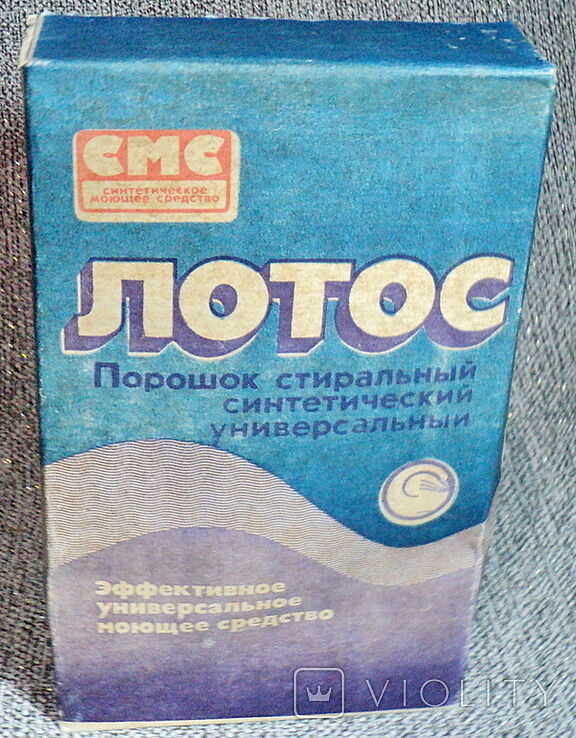 СМС
СИНТЕТИЧЕСКОЕ
МОЮЩЕЕ СРЕДСТВО
ЛОТОС
Порошок стиральный
синтетический
универсальный
Эффективное
универсальное
моющее средство
VIOLITY